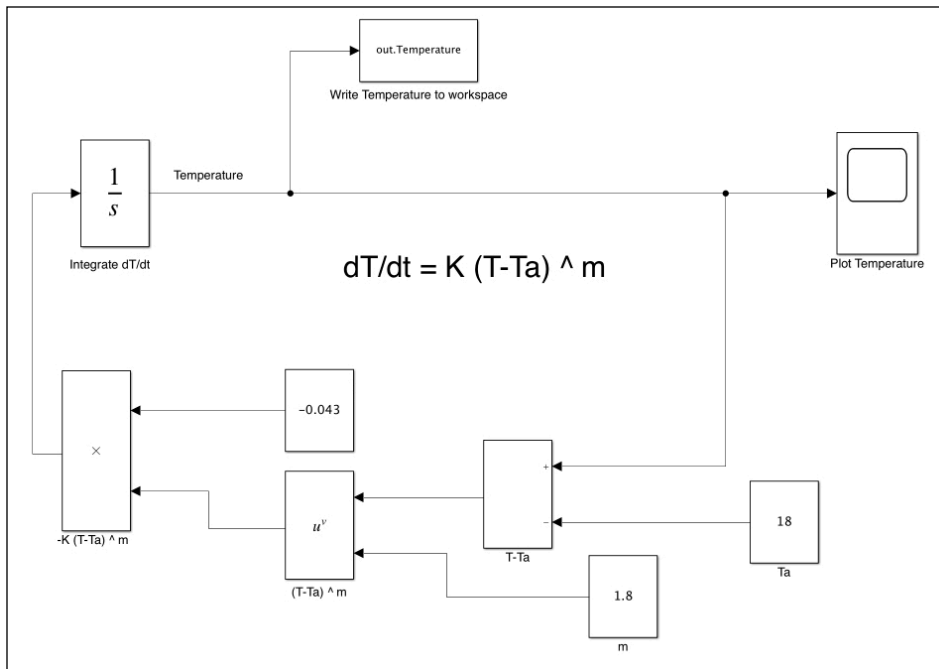 out.Temperature
Write Temperature to workspace
1
s
Temperature
Integrate dT/dt
Plot Temperature
dT/dt = K (T-Ta) ^ m
×
-K (T-Ta) ^ m
-0.043
uᵛ
(T-Ta) ^ m
+
−
T-Ta
18
Ta
1.8
m